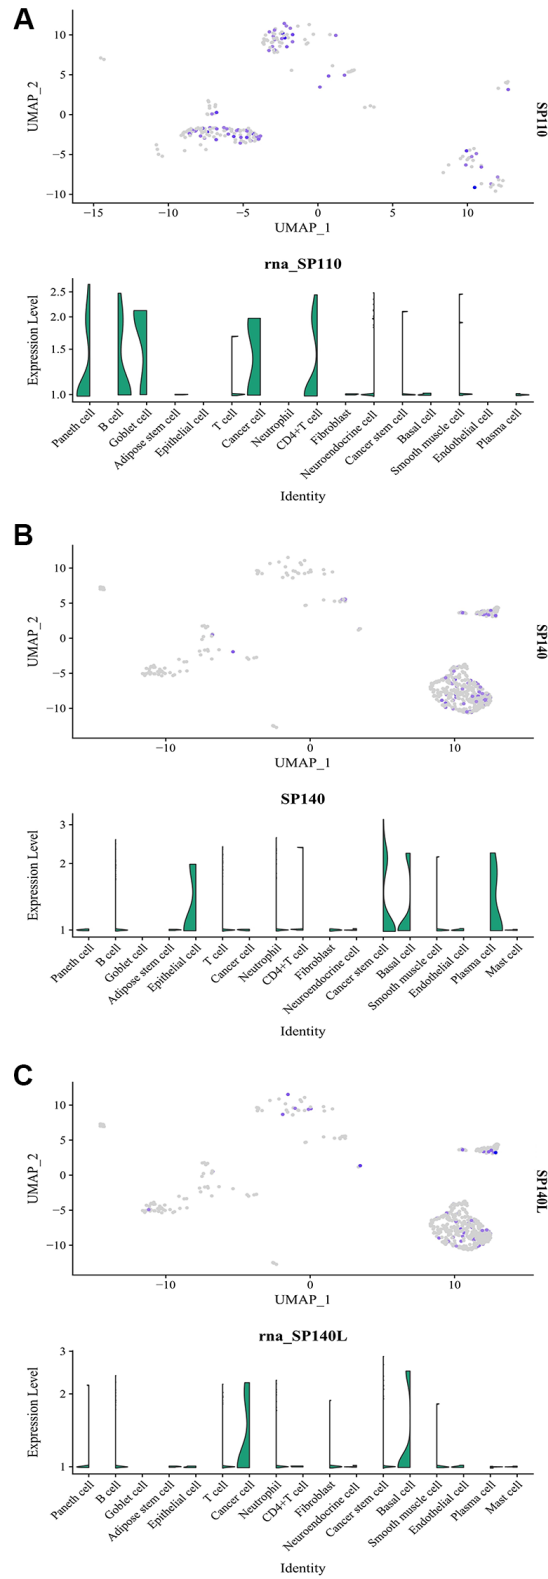 A
10
5
0
−5
−10
UMAP_2
−15
−10
−5
0
5
10
UMAP_1
SP110
rna_SP110
2.5
2.0
1.5
1.0
Expression Level
Paneth cell
B cell
Goblet cell
Adipose stem cell
Epithelial cell
T cell
Cancer cell
Neutrophil
CD4+T cell
Fibroblast
Neuroendocrine cell
Cancer stem cell
Basal cell
Smooth muscle cell
Endothelial cell
Plasma cell
Identity
B
10
5
0
−5
−10
UMAP_2
−10
0
10
UMAP_1
SP140
SP140
3
2
1
Expression Level
Paneth cell
B cell
Goblet cell
Adipose stem cell
Epithelial cell
T cell
Cancer cell
Neutrophil
CD4+T cell
Fibroblast
Neuroendocrine cell
Cancer stem cell
Basal cell
Smooth muscle cell
Endothelial cell
Plasma cell
Mast cell
Identity
C
10
5
0
−5
−10
UMAP_2
−10
0
10
UMAP_1
SP140L
rna_SP140L
3
2
1
Expression Level
Paneth cell
B cell
Goblet cell
Adipose stem cell
Epithelial cell
T cell
Cancer cell
Neutrophil
CD4+T cell
Fibroblast
Neuroendocrine cell
Cancer stem cell
Basal cell
Smooth muscle cell
Endothelial cell
Plasma cell
Mast cell
Identity